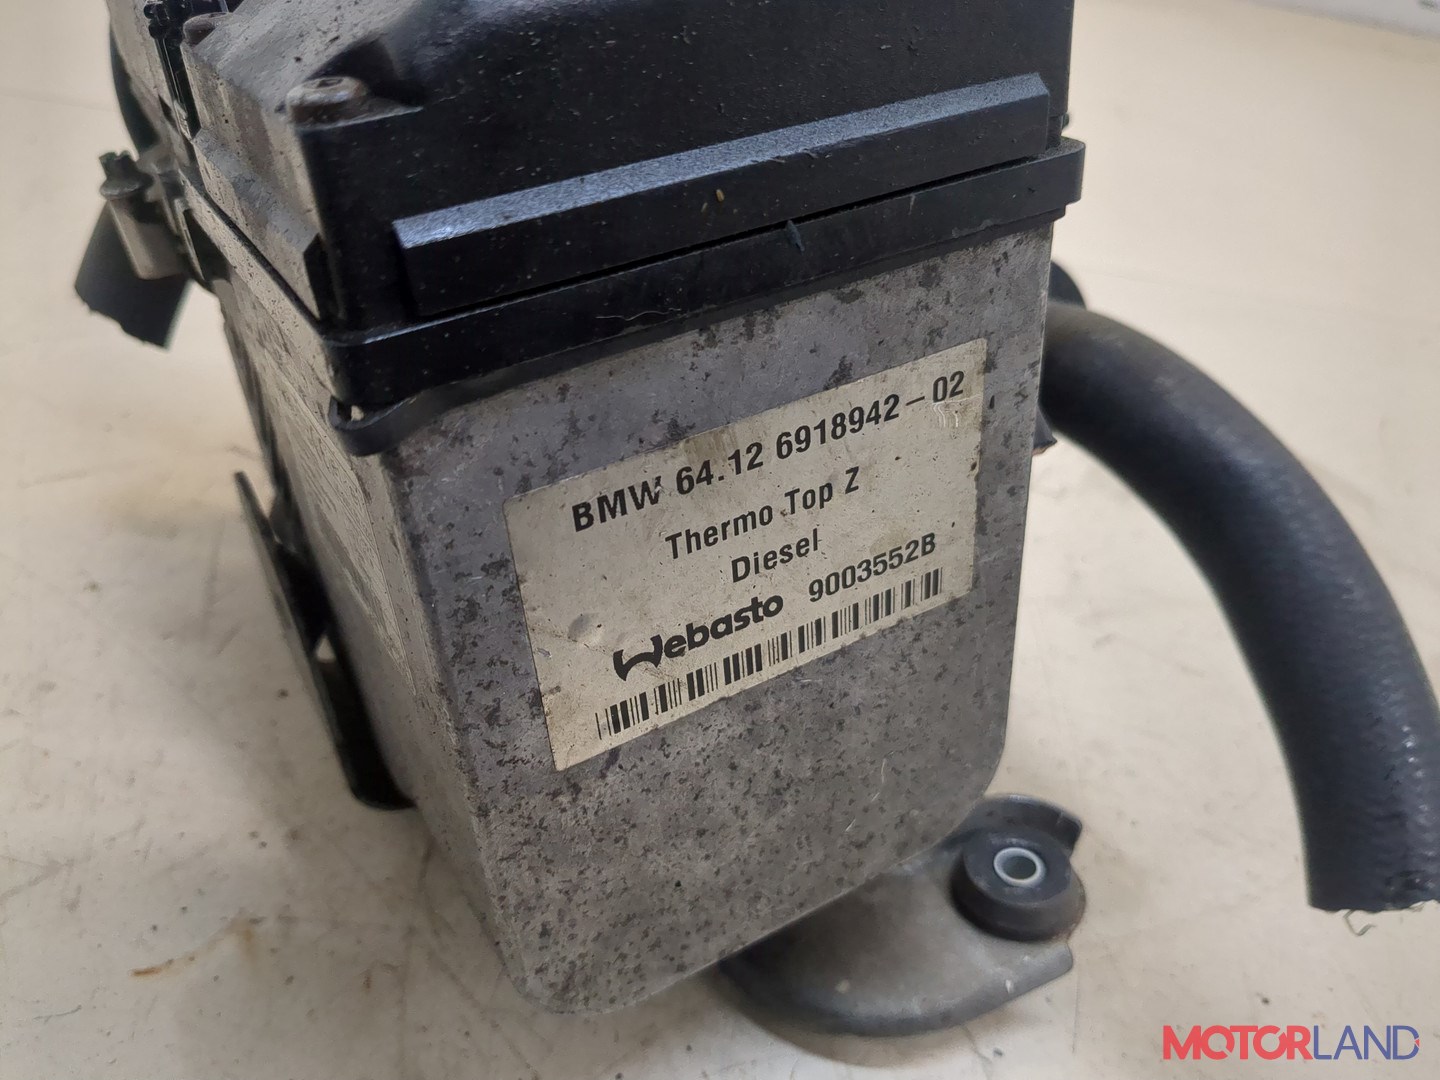 BMW 64.12 6918942-02
Thermo Top Z
Diesel
Webasto 9003552B
MOTORLAND